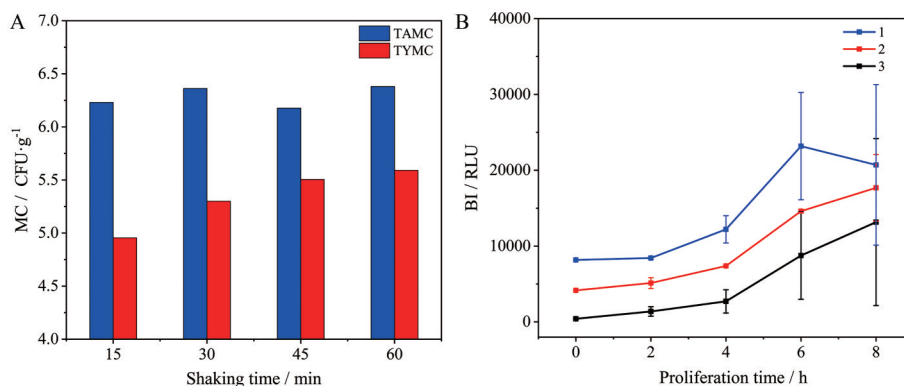 A
7.0
6.5
6.0
5.5
5.0
4.5
4.0
MC / CFU·g⁻¹
TAMC
TYMC
15 30 45 60
Shaking time / min
B
40000
30000
20000
10000
0
BI / RLU
1
2
3
0 2 4 6 8
Proliferation time / h